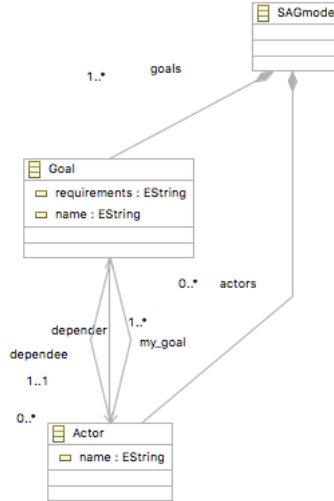 SAGmode
goals
1..*
Goal
requirements : EString
name : EString
0..*
actors
depender
1..*
my_goal
dependee
1..1
0..*
Actor
name : EString